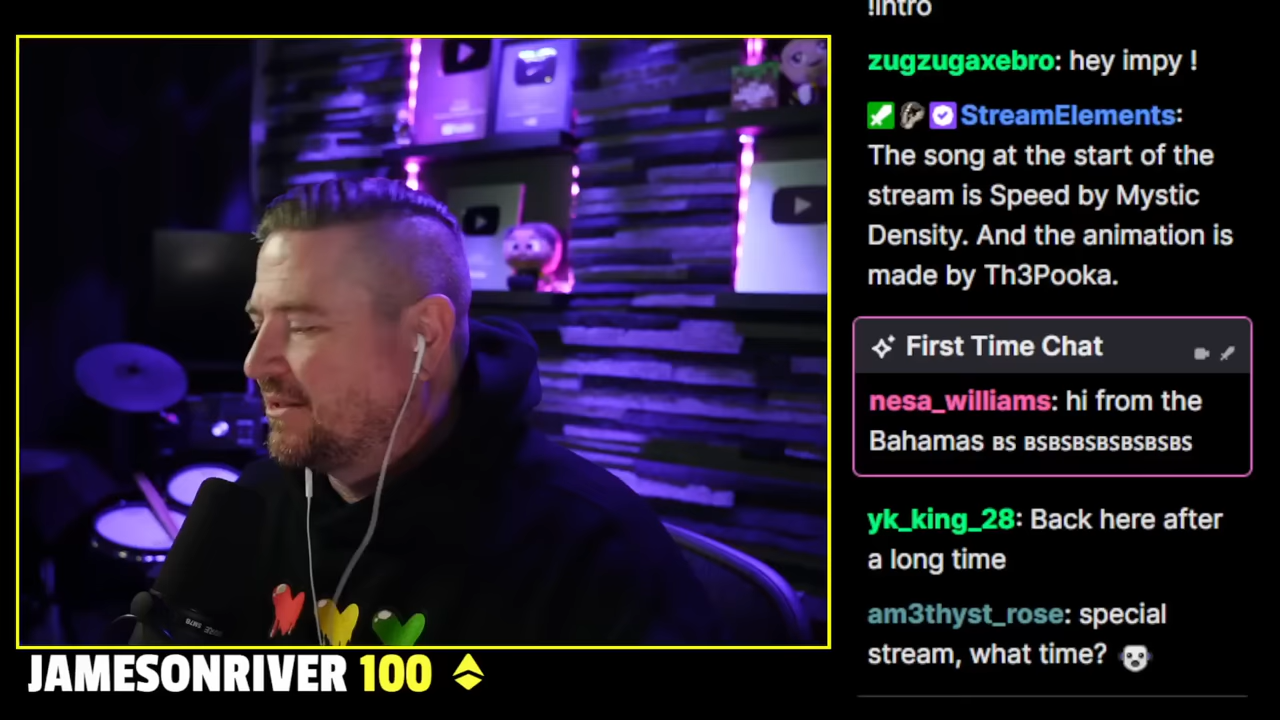 !intro
zugzugaxebro: hey impy !
StreamElements:
The song at the start of the
stream is Speed by Mystic
Density. And the animation is
made by Th3Pooka.
First Time Chat
nesa_williams: hi from the
Bahamas ʙs ʙsʙsʙsʙsʙsʙsʙs
yk_king_28: Back here after
a long time
am3thyst_rose: special
stream, what time?
JAMESONRIVER 100